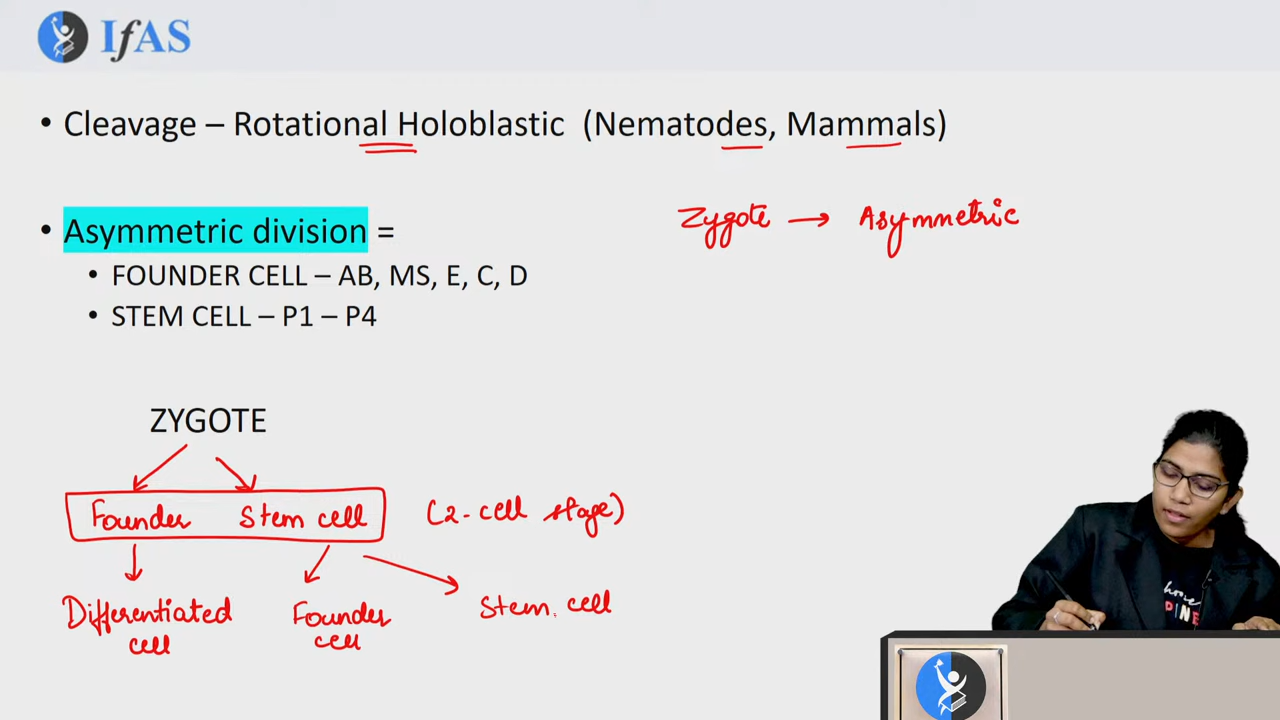 IfAS
• Cleavage – Rotational Holoblastic (Nematodes, Mammals)
Zygote → Asymmetric
• Asymmetric division =
• FOUNDER CELL – AB, MS, E, C, D
• STEM CELL – P1 – P4
ZYGOTE
Founder Stem cell (2-cell stage)
Differentiated cell
Founder cell
Stem cell